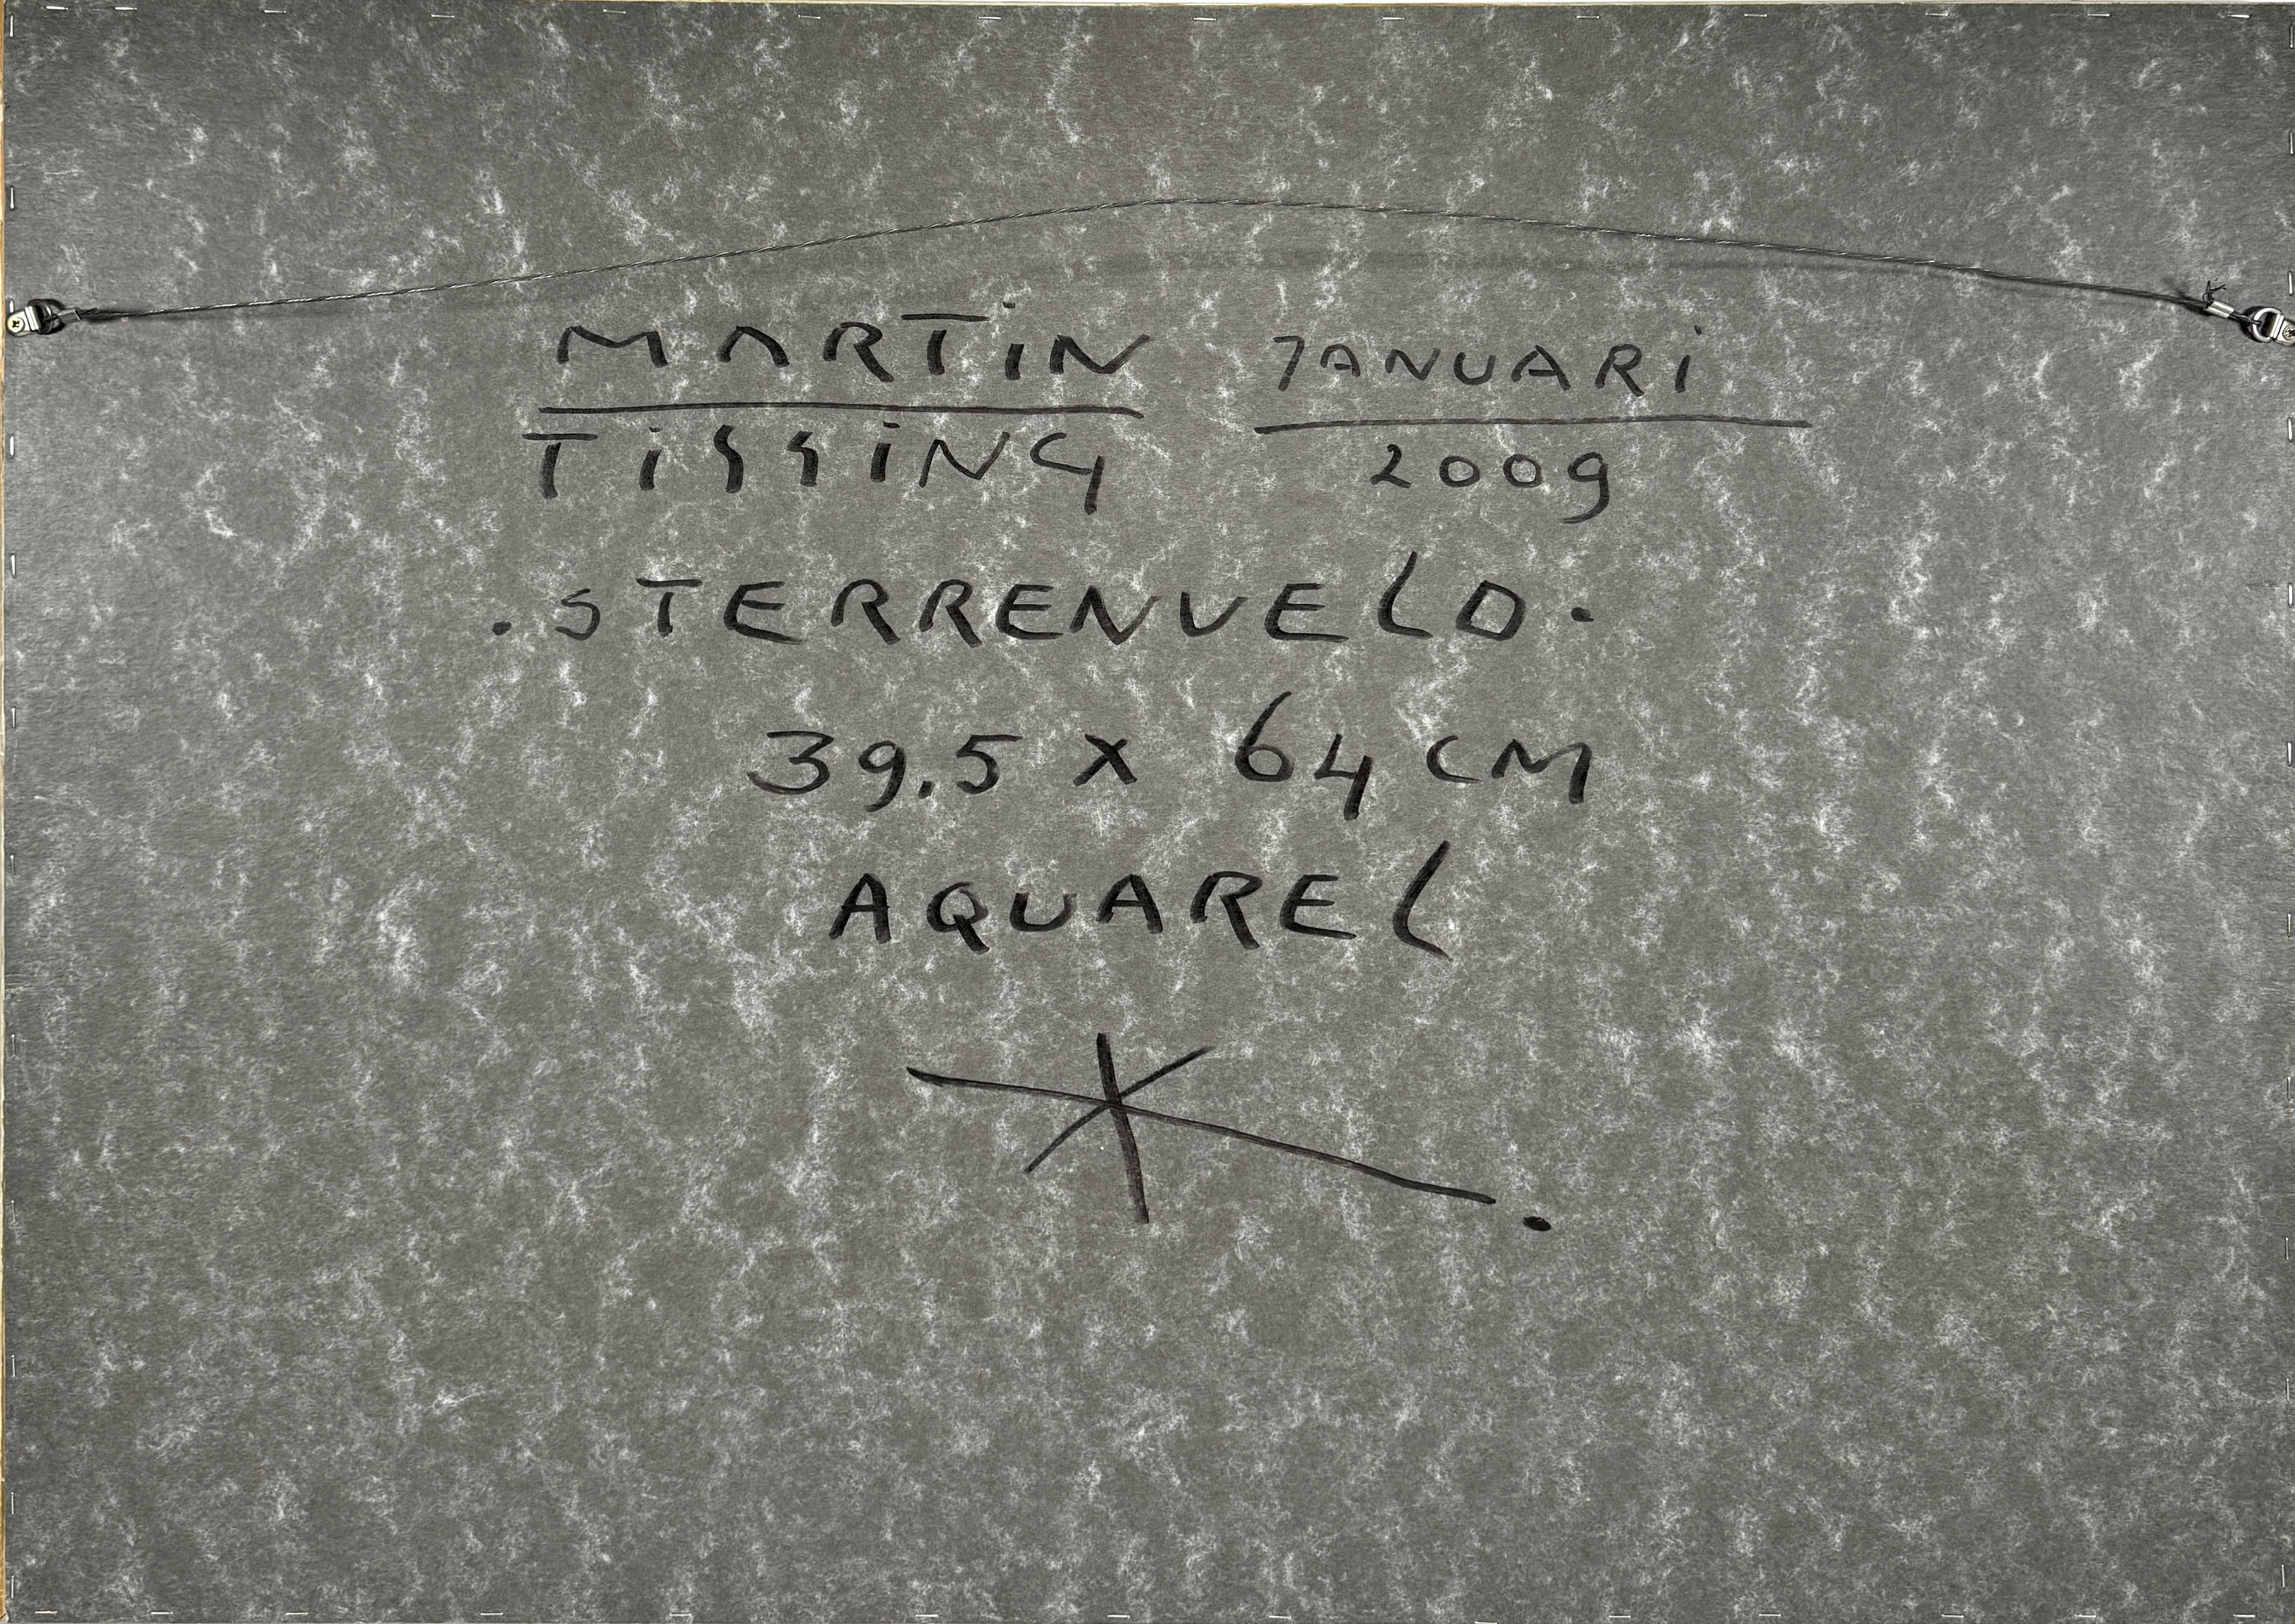 MARTiN JANUARI
TiSSiNG 2009
. STERRENVELD .
39.5 x 64 CM
AQUAREL